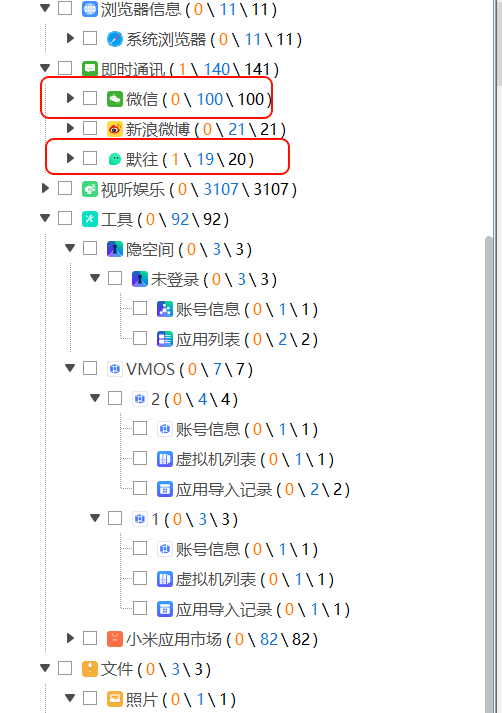 浏览器信息 ( 0 \ 11 \ 11 )
系统浏览器 ( 0 \ 11 \ 11 )
即时通讯 ( 1 \ 140 \ 141 )
微信 ( 0 \ 100 \ 100 )
新浪微博 ( 0 \ 21 \ 21 )
默往 ( 1 \ 19 \ 20 )
视听娱乐 ( 0 \ 3107 \ 3107 )
工具 ( 0 \ 92 \ 92 )
隐空间 ( 0 \ 3 \ 3 )
未登录 ( 0 \ 3 \ 3 )
账号信息 ( 0 \ 1 \ 1 )
应用列表 ( 0 \ 2 \ 2 )
VMOS ( 0 \ 7 \ 7 )
2 ( 0 \ 4 \ 4 )
账号信息 ( 0 \ 1 \ 1 )
虚拟机列表 ( 0 \ 1 \ 1 )
应用导入记录 ( 0 \ 2 \ 2 )
1 ( 0 \ 3 \ 3 )
账号信息 ( 0 \ 1 \ 1 )
虚拟机列表 ( 0 \ 1 \ 1 )
应用导入记录 ( 0 \ 1 \ 1 )
小米应用市场 ( 0 \ 82 \ 82 )
文件 ( 0 \ 3 \ 3 )
照片 ( 0 \ 1 \ 1 )